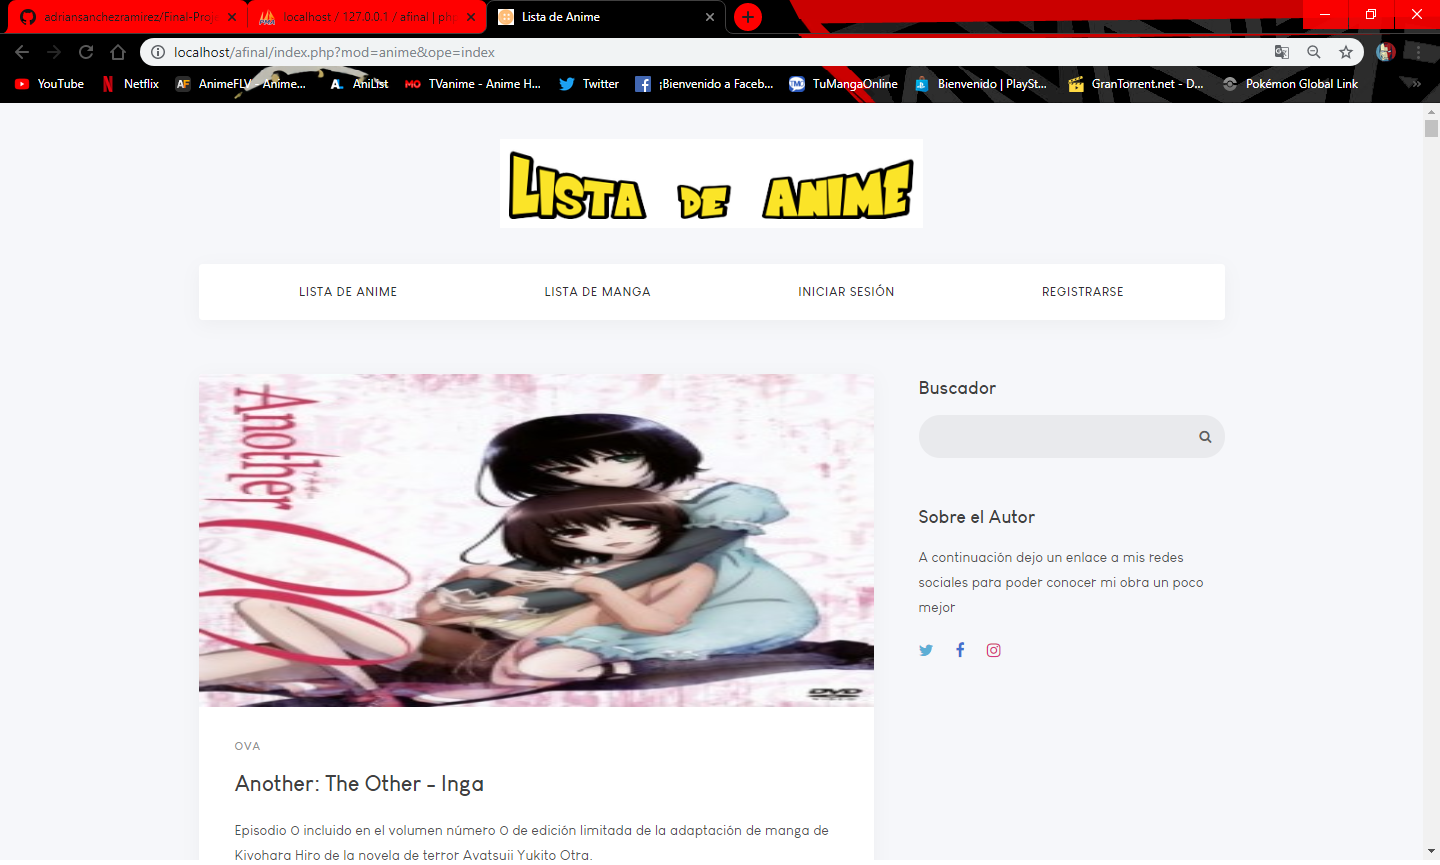 adriansanchezramirez/Final-Proje
localhost / 127.0.0.1 / afinal | ph
Lista de Anime
localhost/afinal/index.php?mod=anime&ope=index
YouTube
Netflix
AnimeFLV - Anime...
AniList
TVanime - Anime H...
Twitter
¡Bienvenido a Faceb...
TuMangaOnline
Bienvenido | PlaySt...
GranTorrent.net - D...
Pokémon Global Link
LISTA DE ANIME
LISTA DE ANIME
LISTA DE MANGA
INICIAR SESIÓN
REGISTRARSE
Another
DVD
VIDEO
Buscador
Sobre el Autor
A continuación dejo un enlace a mis redes
sociales para poder conocer mi obra un poco
mejor
OVA
Another: The Other - Inga
Episodio 0 incluido en el volumen número 0 de edición limitada de la adaptación de manga de
Kiyohara Hiro de la novela de terror Ayatsuji Yukito Otra.